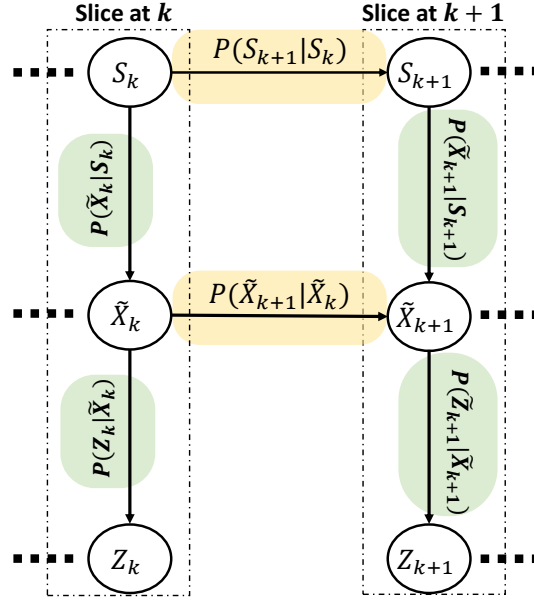 Slice at k
Slice at k + 1
S_k
P(S_{k+1}|S_k)
S_{k+1}
P(X̃_k|S_k)
P(X̃_{k+1}|S_{k+1})
X̃_k
P(X̃_{k+1}|X̃_k)
X̃_{k+1}
P(Z_k|X̃_k)
P(Z̃_{k+1}|X̃_{k+1})
Z_k
Z_{k+1}